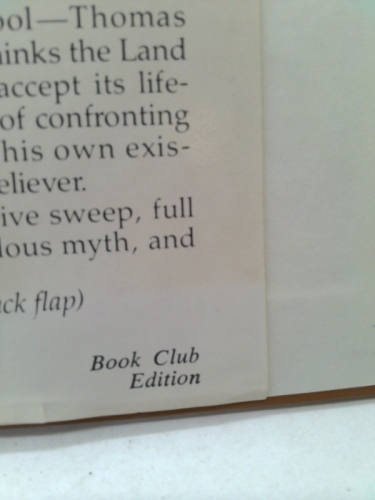 ool—Thomas
inks the Land
accept its life-
of confronting
his own exis-
eliever.
ive sweep, full
lous myth, and
ck flap)
Book Club
Edition